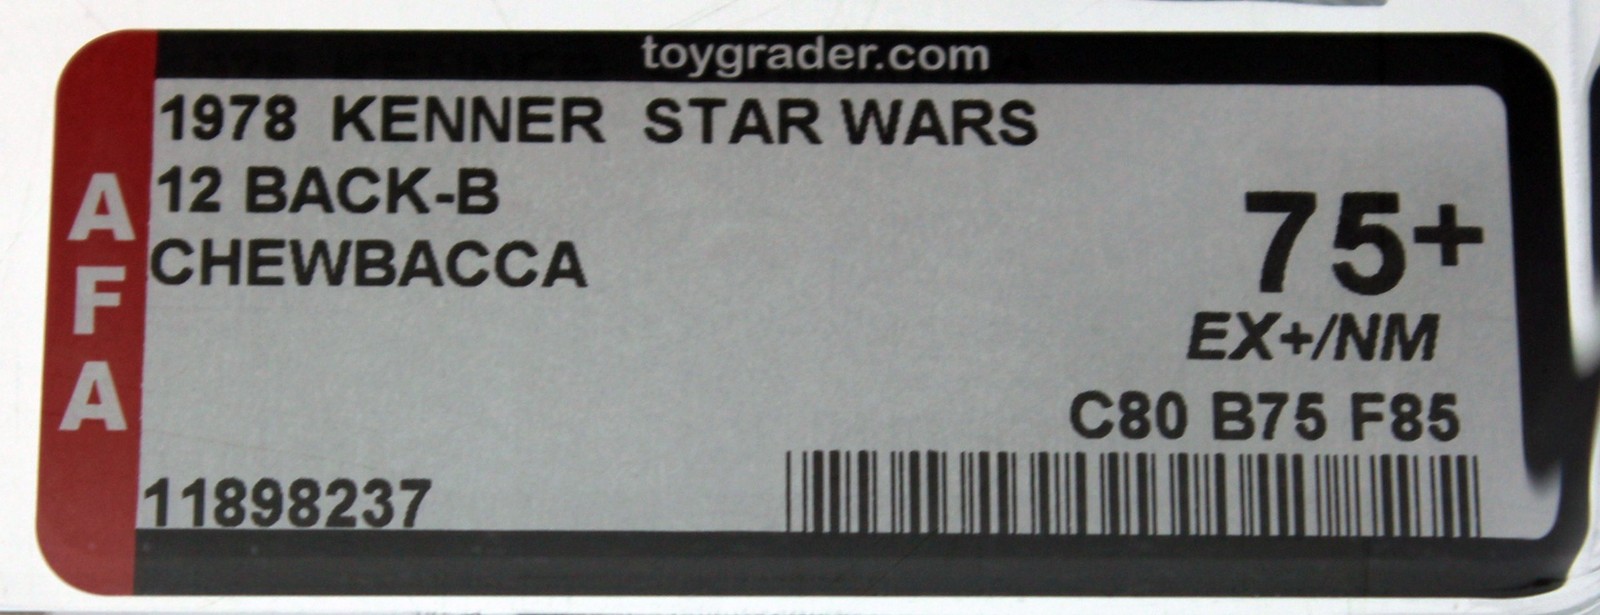 toygrader.com
AFA
1978 KENNER STAR WARS
12 BACK-B
CHEWBACCA
75+
EX+/NM
C80 B75 F85
11898237